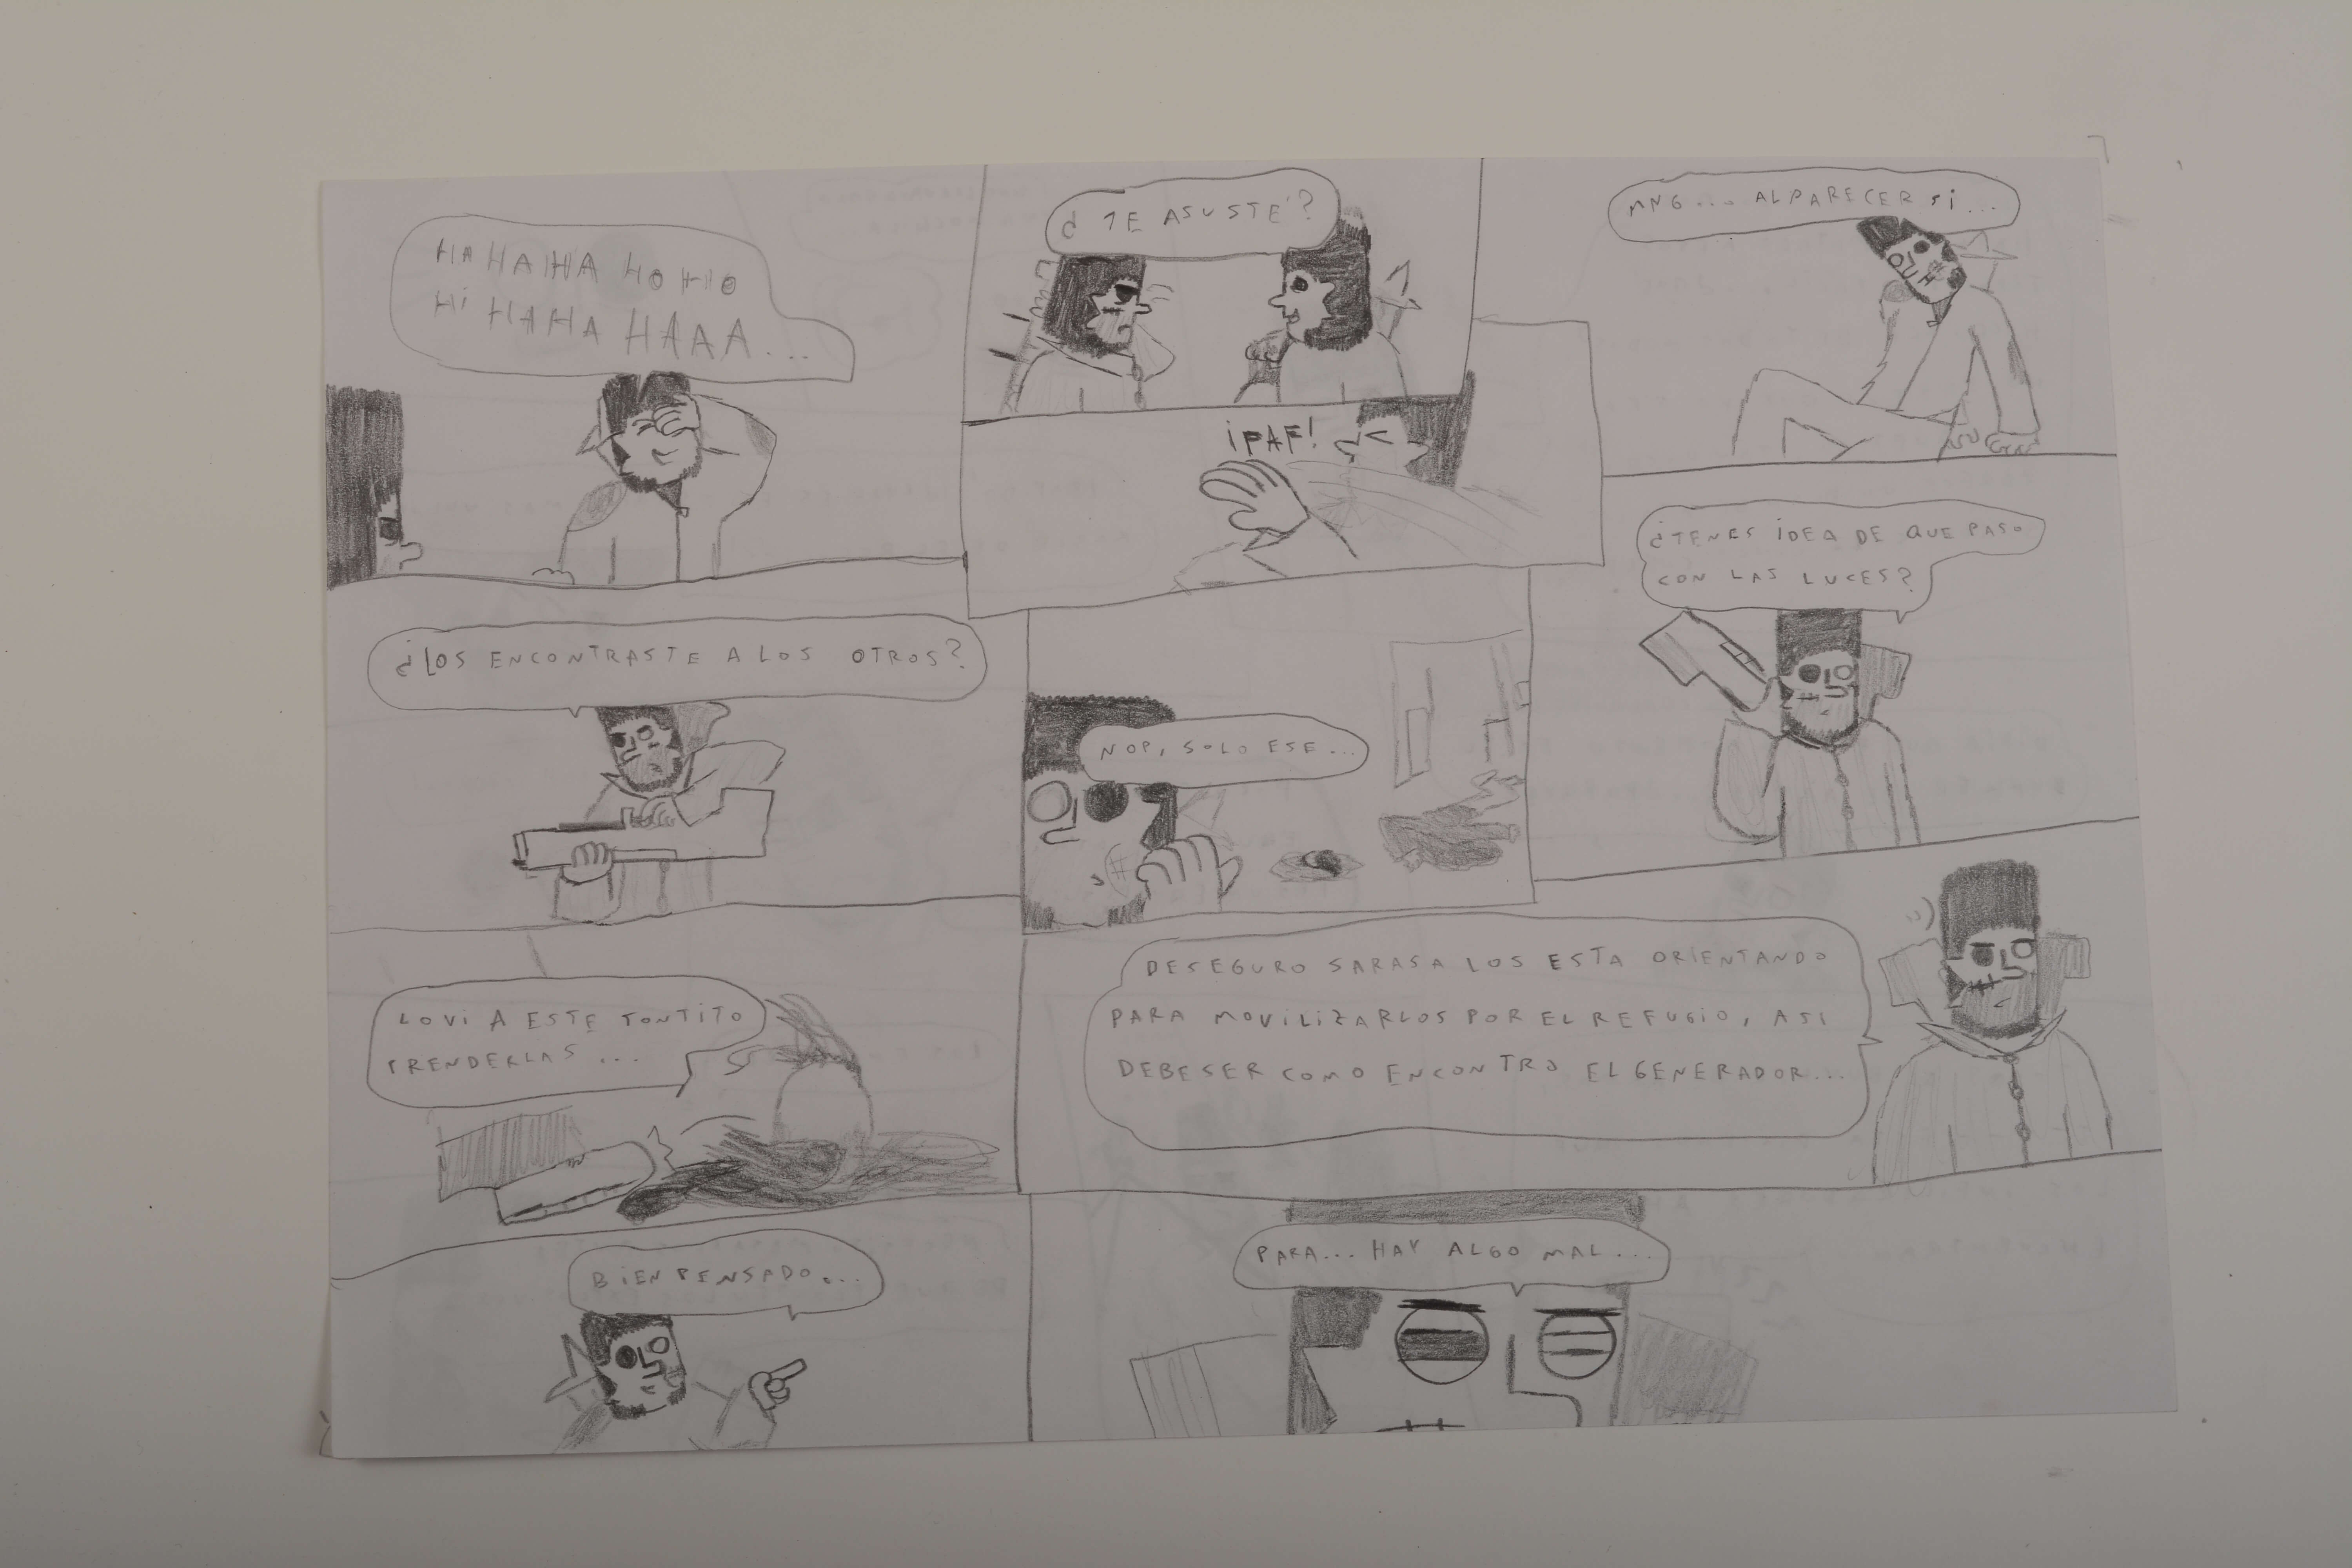 HAHAHA HOHO
Hi HAHA HAAA...
¿TE ASUSTÉ?
¡PAF!
MNG... ALPARECER Si...
¿LOS ENCONTRASTE A LOS OTROS?
NOP, SOLO ESE...
¿TENES iDEA DE QUE PASO
CON LAS LUCES?
LOVI A ESTE TONTITO
PRENDERLAS...
DESEGURO SARASA LOS ESTA ORIENTANDO
PARA MOVILIZARLOS POR EL REFUGIO, ASI
DEBESER COMO ENCONTRO EL GENERADOR...
BiEN PENSADO...
PARA... HAY ALGO MAL...